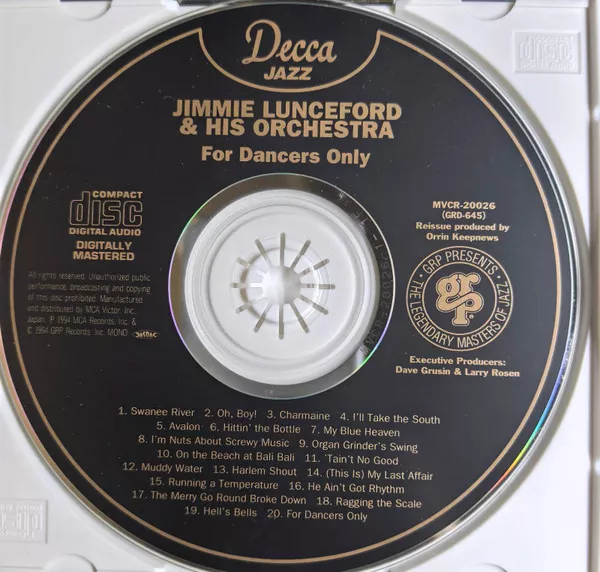 Decca
JAZZ
JIMMIE LUNCEFORD
& HIS ORCHESTRA
For Dancers Only
COMPACT
disc
DIGITAL AUDIO
DIGITALLY
MASTERED
MVCR-20026
(GRD-645)
Reissue produced by
Orrin Keepnews
All rights reserved. Unauthorized public
performance, broadcasting and copying
of this disc prohibited. Manufactured
and distributed by MCA Victor, Inc.,
Japan. P 1994 MCA Records, Inc. &
© 1994 GRP Records, Inc. MONO
GRP PRESENTS
THE LEGENDARY MASTERS OF JAZZ
grp
Executive Producers:
Dave Grusin & Larry Rosen
1. Swanee River 2. Oh, Boy! 3. Charmaine 4. I'll Take the South
5. Avalon 6. Hittin' the Bottle 7. My Blue Heaven
8. I'm Nuts About Screwy Music 9. Organ Grinder's Swing
10. On the Beach at Bali Bali 11. 'Tain't No Good
12. Muddy Water 13. Harlem Shout 14. (This Is) My Last Affair
15. Running a Temperature 16. He Ain't Got Rhythm
17. The Merry Go Round Broke Down 18. Ragging the Scale
19. Hell's Bells 20. For Dancers Only
disc